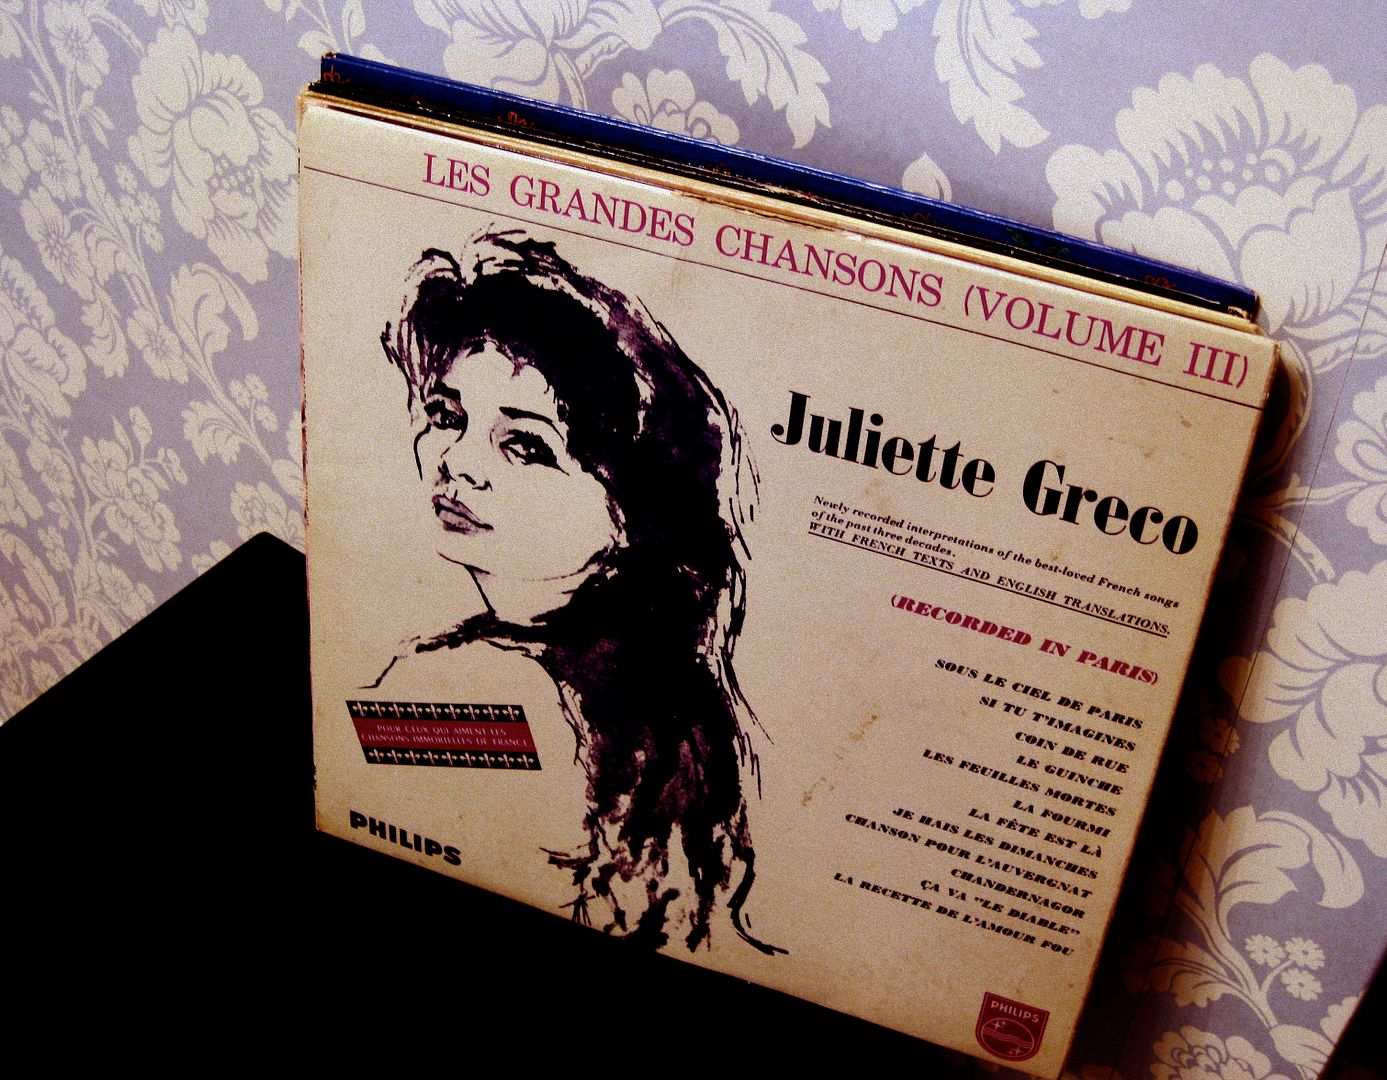 LES GRANDES CHANSONS (VOLUME III)
Juliette Greco
Newly recorded interpretations of the best-loved French songs
of the past three decades.
WITH FRENCH TEXTS AND ENGLISH TRANSLATIONS.
(RECORDED IN PARIS)
SOUS LE CIEL DE PARIS
SI TU T'IMAGINES
COIN DE RUE
LE GUINCHE
LES FEUILLES MORTES
LA FOURMI
LA FÊTE EST LÀ
JE HAIS LES DIMANCHES
CHANSON POUR L'AUVERGNAT
CHANDERNAGOR
ÇA VA "LE DIABLE"
LA RECETTE DE L'AMOUR FOU
POUR CEUX QUI AIMENT LES
CHANSONS IMMORTELLES DE FRANCE
PHILIPS
PHILIPS